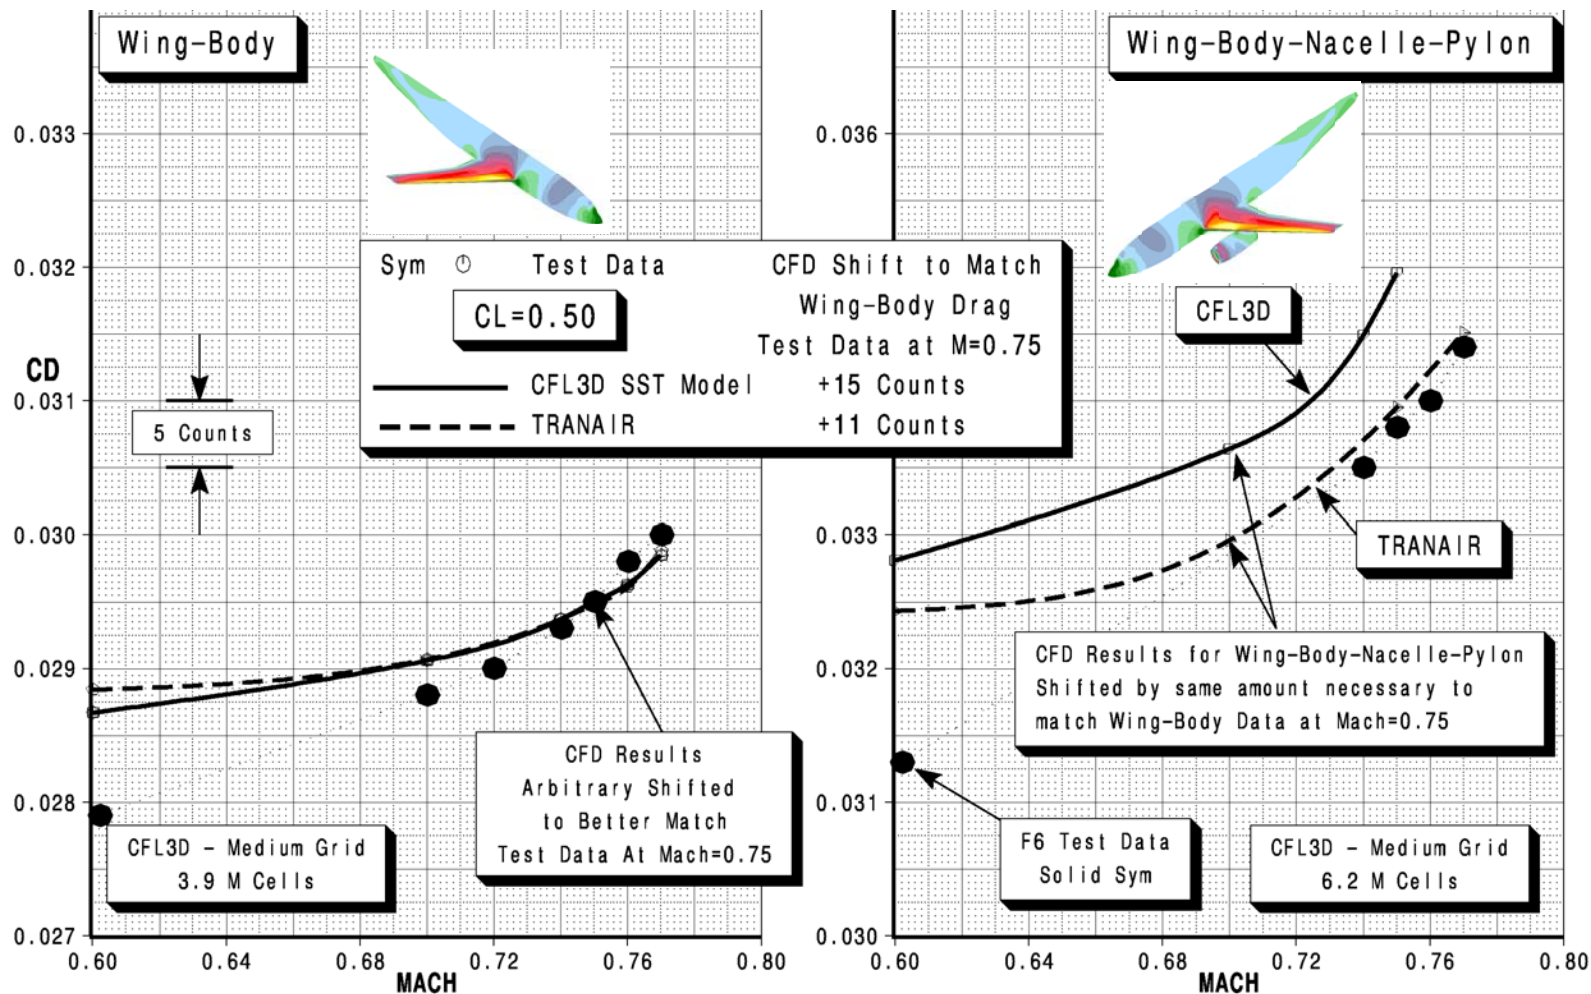 Wing-Body
Wing-Body-Nacelle-Pylon
0.033
0.032
CD
0.031
0.030
0.029
0.028
0.027
5 Counts
Sym Test Data
CL=0.50
CFD Shift to Match
Wing-Body Drag
Test Data at M=0.75
CFL3D SST Model +15 Counts
TRANAIR +11 Counts
CFD Results
Arbitrary Shifted
to Better Match
Test Data At Mach=0.75
CFL3D - Medium Grid
3.9 M Cells
0.60 0.64 0.68 0.72 0.76 0.80
MACH
0.036
0.033
0.032
0.031
0.030
CFL3D
TRANAIR
CFD Results for Wing-Body-Nacelle-Pylon
Shifted by same amount necessary to
match Wing-Body Data at Mach=0.75
F6 Test Data
Solid Sym
CFL3D - Medium Grid
6.2 M Cells
0.60 0.64 0.68 0.72 0.76 0.80
MACH